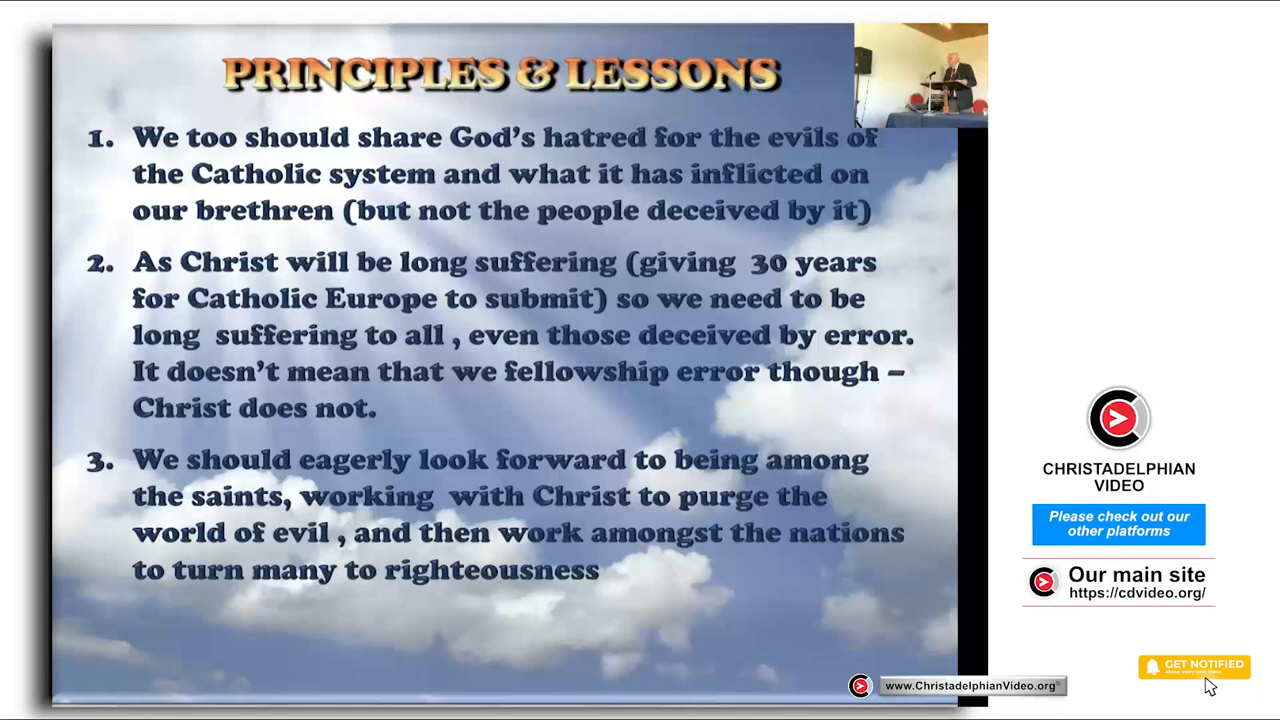 PRINCIPLES & LESSONS
1. We too should share God's hatred for the evils of
the Catholic system and what it has inflicted on
our brethren (but not the people deceived by it)
2. As Christ will be long suffering (giving 30 years
for Catholic Europe to submit) so we need to be
long suffering to all , even those deceived by error.
It doesn't mean that we fellowship error though –
Christ does not.
3. We should eagerly look forward to being among
the saints, working with Christ to purge the
world of evil , and then work amongst the nations
to turn many to righteousness
CHRISTADELPHIAN
VIDEO
Please check out our
other platforms
Our main site
https://cdvideo.org/
GET NOTIFIED
about every new video
www.ChristadelphianVideo.org